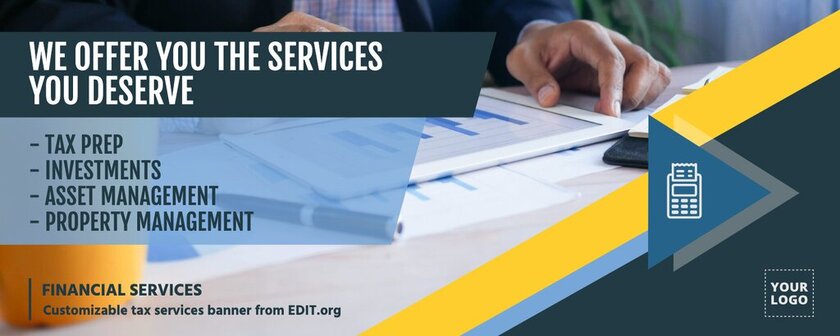 WE OFFER YOU THE SERVICES
YOU DESERVE
- TAX PREP
- INVESTMENTS
- ASSET MANAGEMENT
- PROPERTY MANAGEMENT
FINANCIAL SERVICES
Customizable tax services banner from EDIT.org
YOUR
LOGO